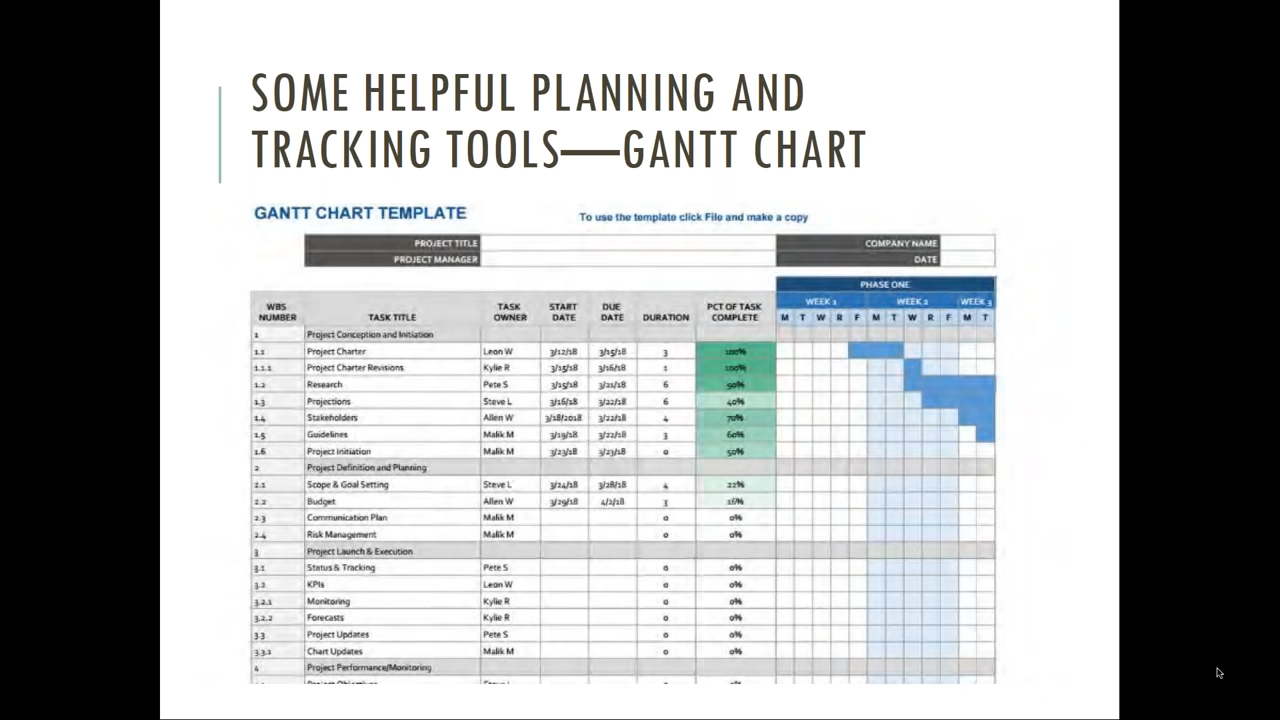 SOME HELPFUL PLANNING AND
TRACKING TOOLS—GANTT CHART
GANTT CHART TEMPLATE To use the template click File and make a copy
PROJECT TITLE COMPANY NAME
PROJECT MANAGER DATE
PHASE ONE
WBS NUMBER TASK TITLE TASK OWNER START DATE DUE DATE DURATION PCT OF TASK COMPLETE WEEK 1 WEEK 2 WEEK 3
M T W R F M T W R F M T
1 Project Conception and Initiation
1.1 Project Charter Leon W 3/12/18 3/15/18 3 100%
1.1.1 Project Charter Revisions Kylie R 3/15/18 3/16/18 1 100%
1.2 Research Pete S 3/15/18 3/21/18 6 90%
1.3 Projections Steve L 3/16/18 3/22/18 6 40%
1.4 Stakeholders Allen W 3/18/2018 3/22/18 4 70%
1.5 Guidelines Malik M 3/19/18 3/22/18 3 60%
1.6 Project Initiation Malik M 3/23/18 3/23/18 0 50%
2 Project Definition and Planning
2.1 Scope & Goal Setting Steve L 3/24/18 3/28/18 4 22%
2.2 Budget Allen W 3/29/18 4/2/18 3 16%
2.3 Communication Plan Malik M 0 0%
2.4 Risk Management Malik M 0 0%
3 Project Launch & Execution
3.1 Status & Tracking Pete S 0 0%
3.2 KPIs Leon W 0 0%
3.2.1 Monitoring Kylie R 0 0%
3.2.2 Forecasts Kylie R 0 0%
3.3 Project Updates Pete S 0 0%
3.3.1 Chart Updates Malik M 0 0%
4 Project Performance/Monitoring